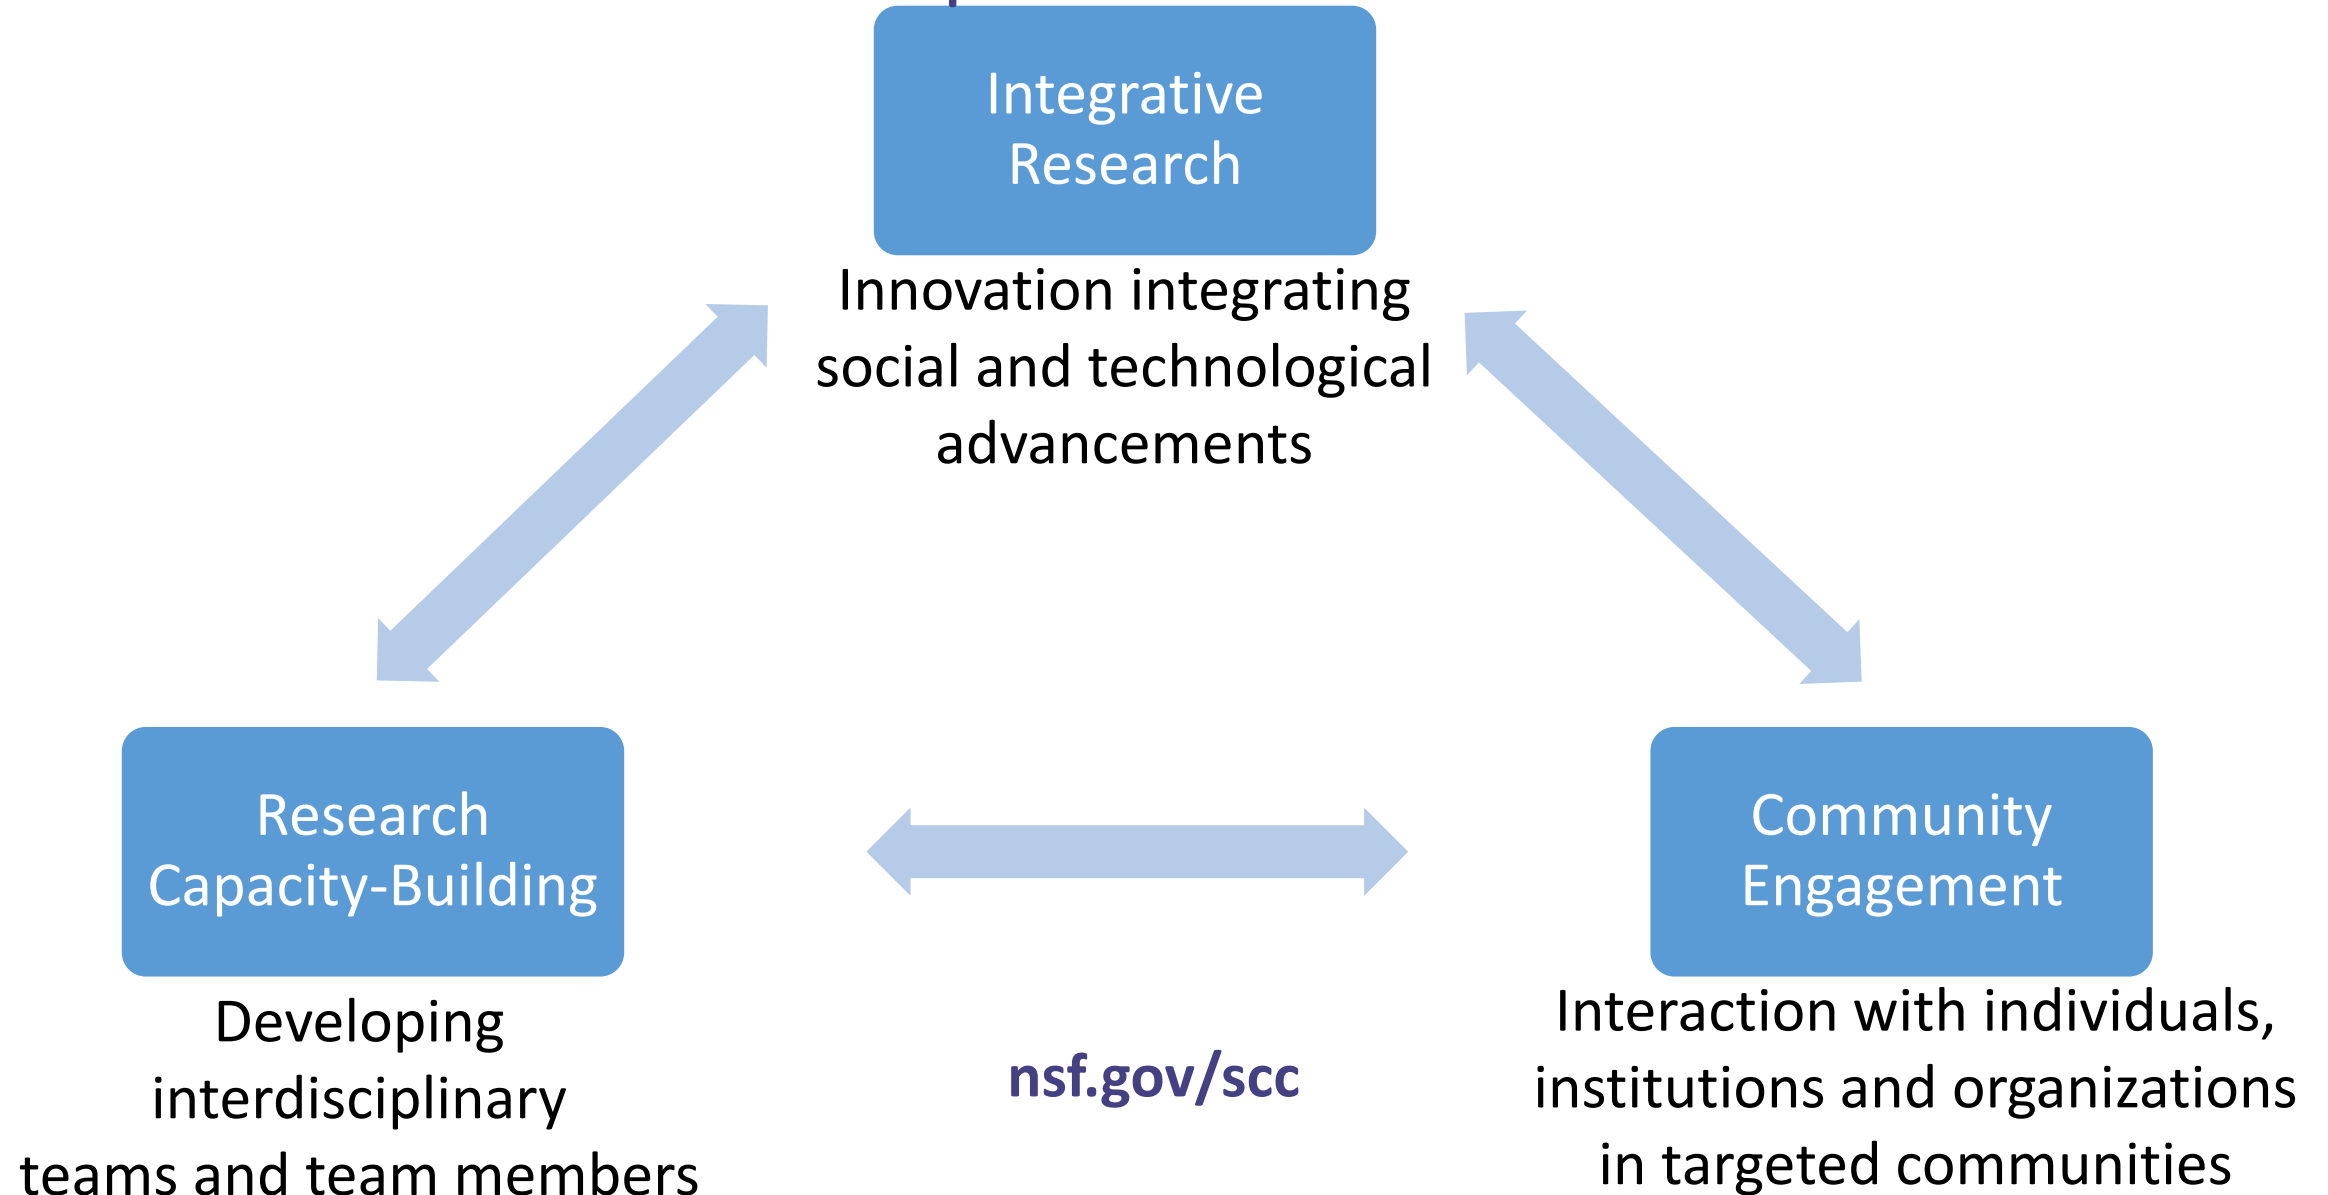 Integrative
Research
Innovation integrating
social and technological
advancements
Research
Capacity-Building
Developing
interdisciplinary
teams and team members
Community
Engagement
Interaction with individuals,
institutions and organizations
in targeted communities
nsf.gov/scc